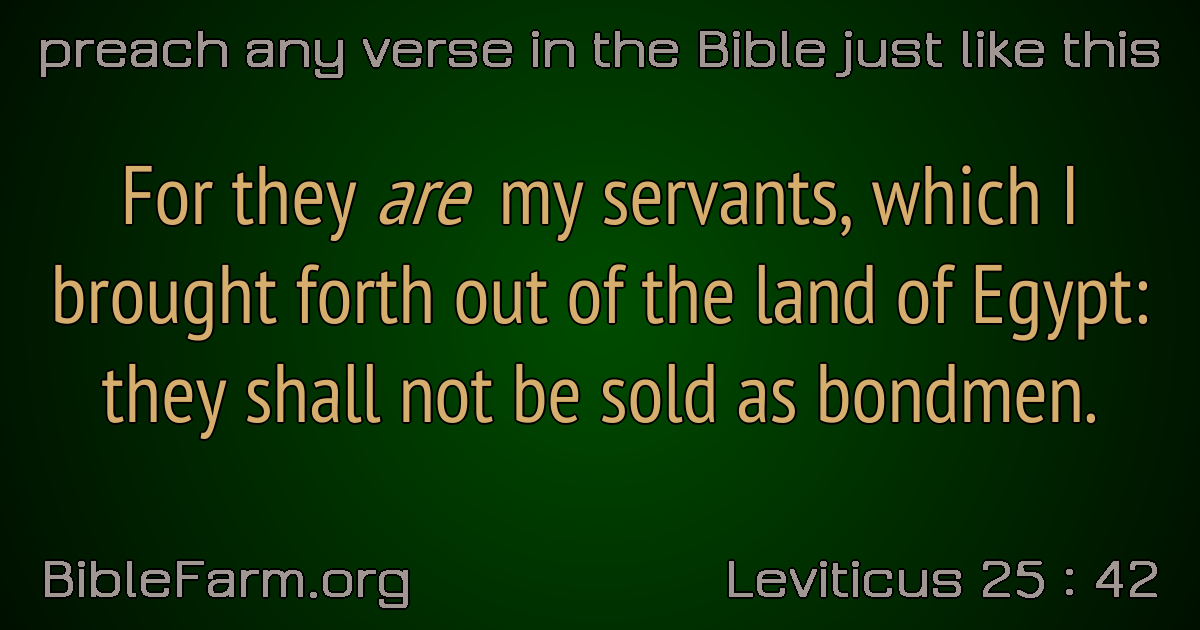 preach any verse in the Bible just like this
For they are my servants, which I
brought forth out of the land of Egypt:
they shall not be sold as bondmen.
BibleFarm.org
Leviticus 25 : 42